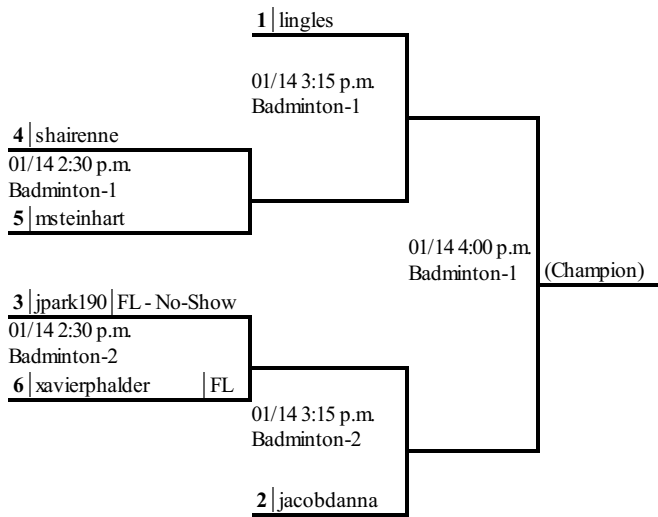 1 lingles
01/14 3:15 p.m.
Badminton-1
4 shairenne
01/14 2:30 p.m.
Badminton-1
5 msteinhart
01/14 4:00 p.m.
Badminton-1
(Champion)
3 jpark190 FL - No-Show
01/14 2:30 p.m.
Badminton-2
6 xavierphalder FL
01/14 3:15 p.m.
Badminton-2
2 jacobdanna